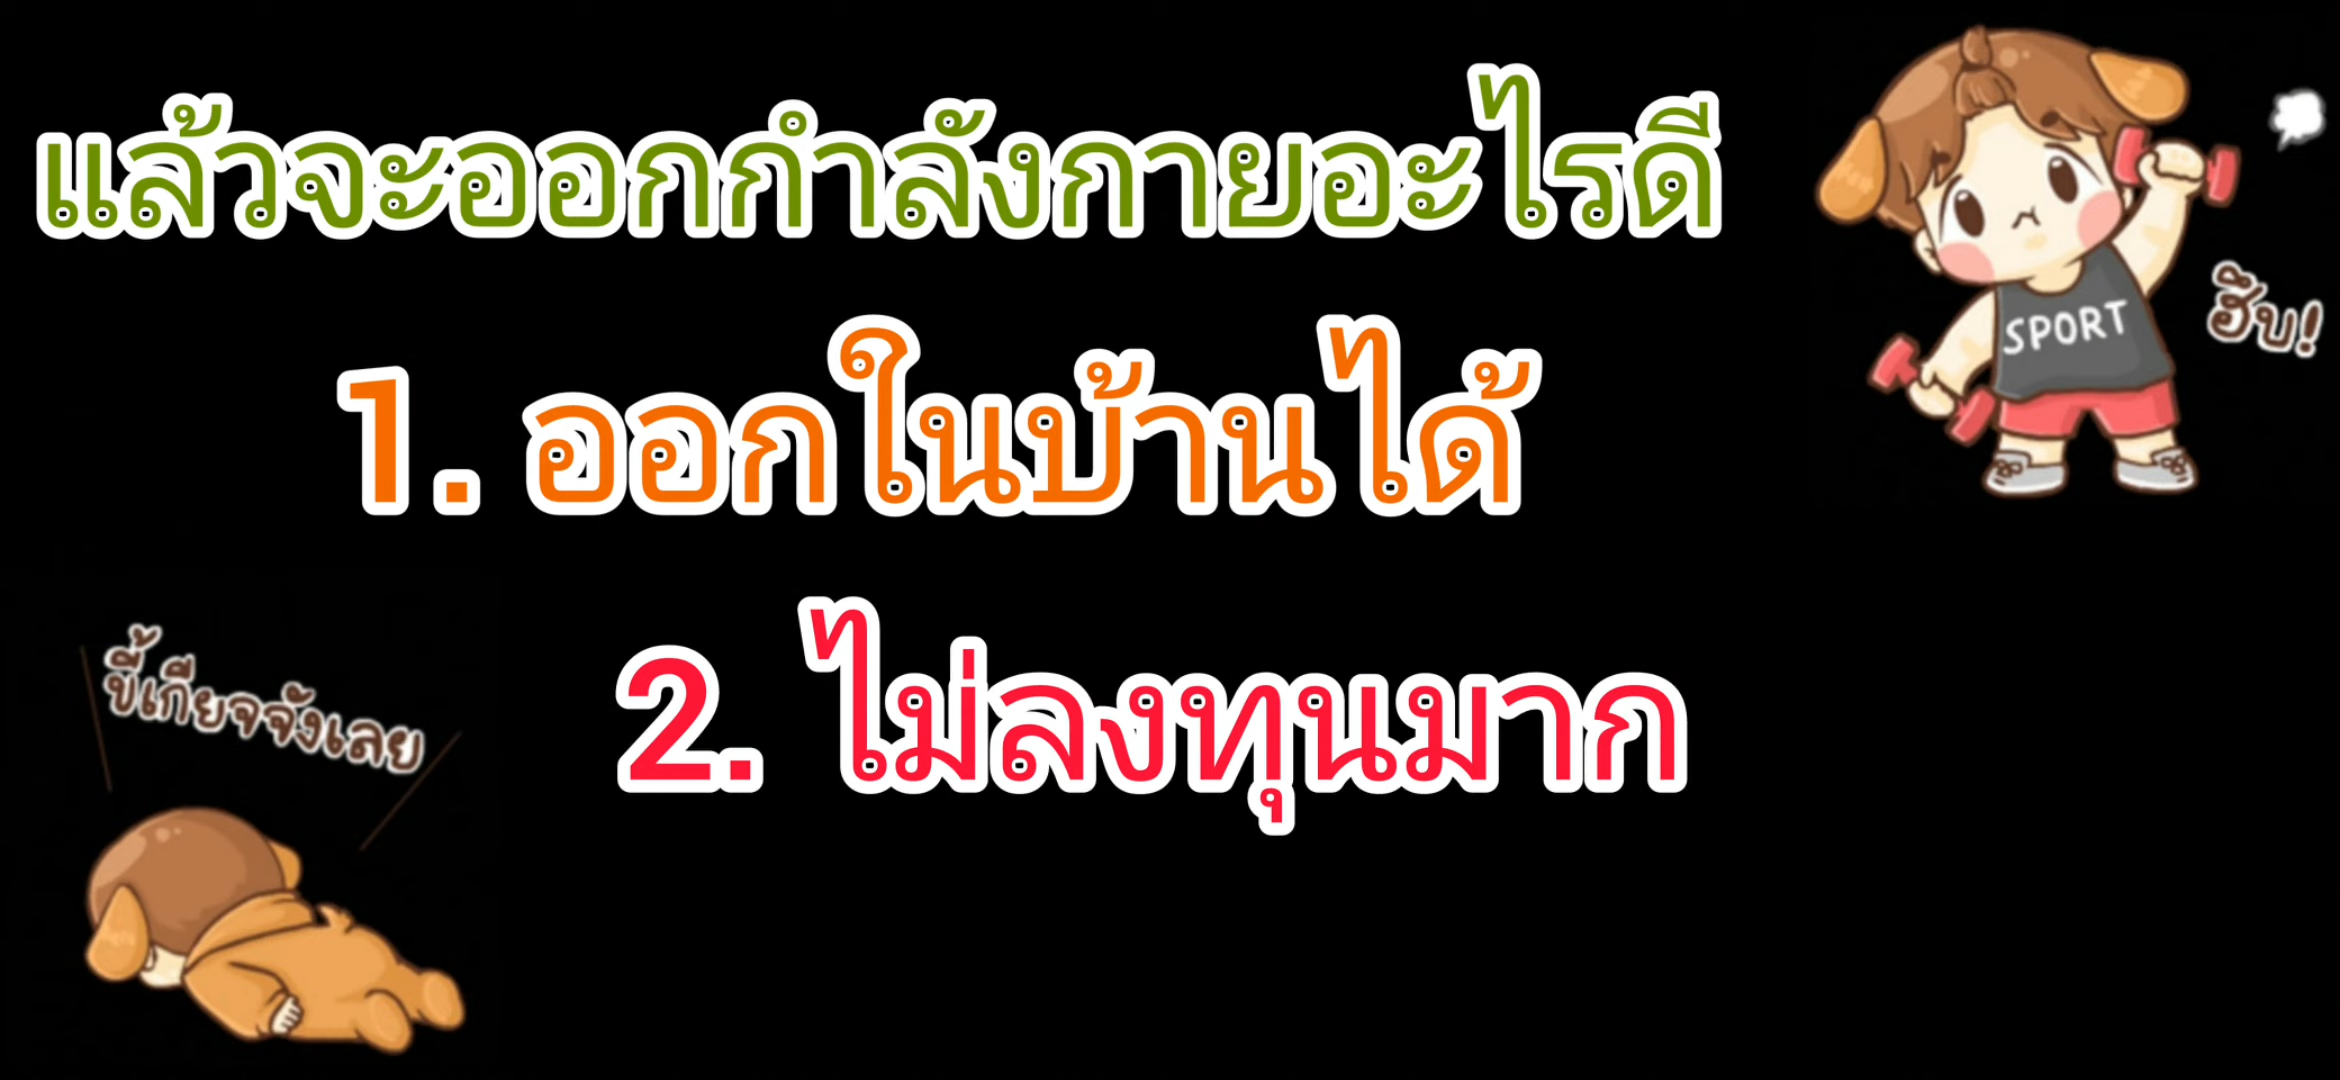 แล้วจะออกกำลังกายอะไรดี
SPORT
ฮึบ!
1. ออกในบ้านได้
2. ไม่ลงทุนมาก
ขี้เกียจจังเลย